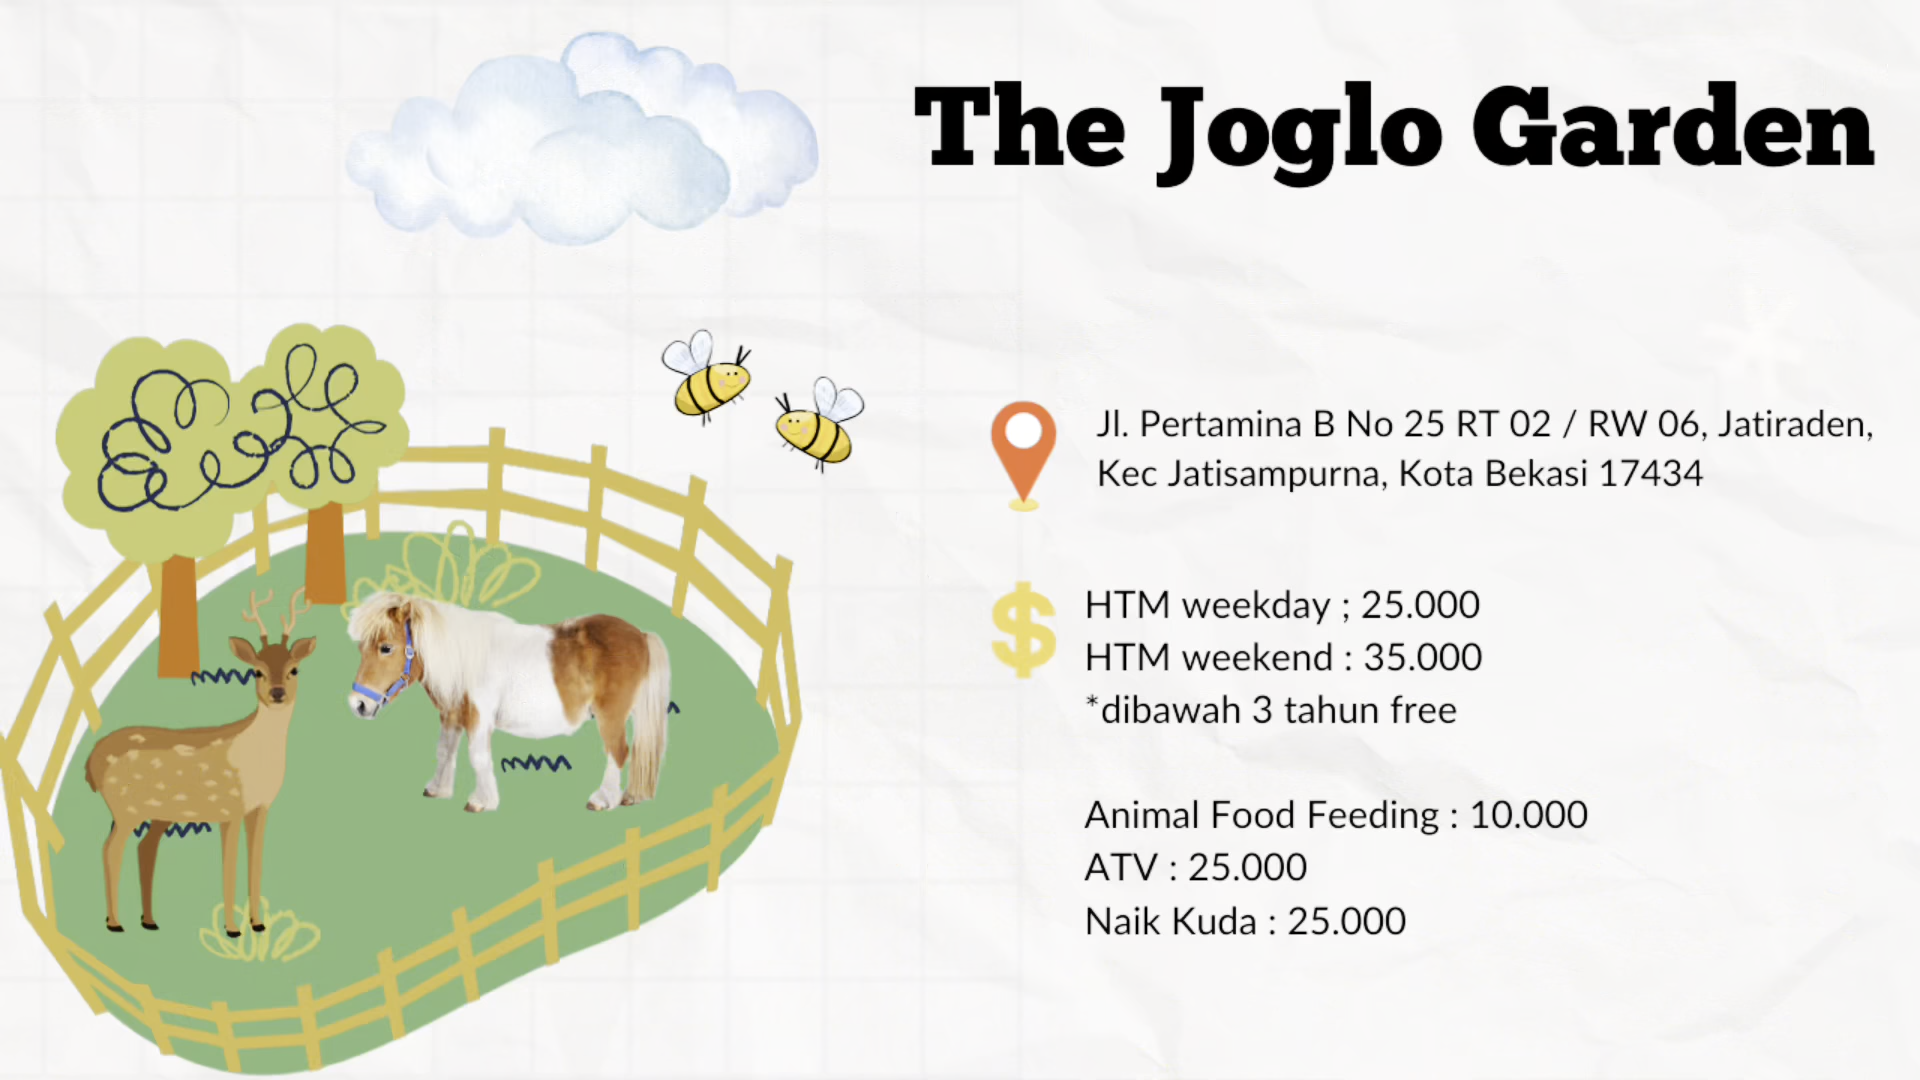 The Joglo Garden
Jl. Pertamina B No 25 RT 02 / RW 06, Jatiraden,
Kec Jatisampurna, Kota Bekasi 17434
HTM weekday ; 25.000
HTM weekend : 35.000
*dibawah 3 tahun free
Animal Food Feeding : 10.000
ATV : 25.000
Naik Kuda : 25.000